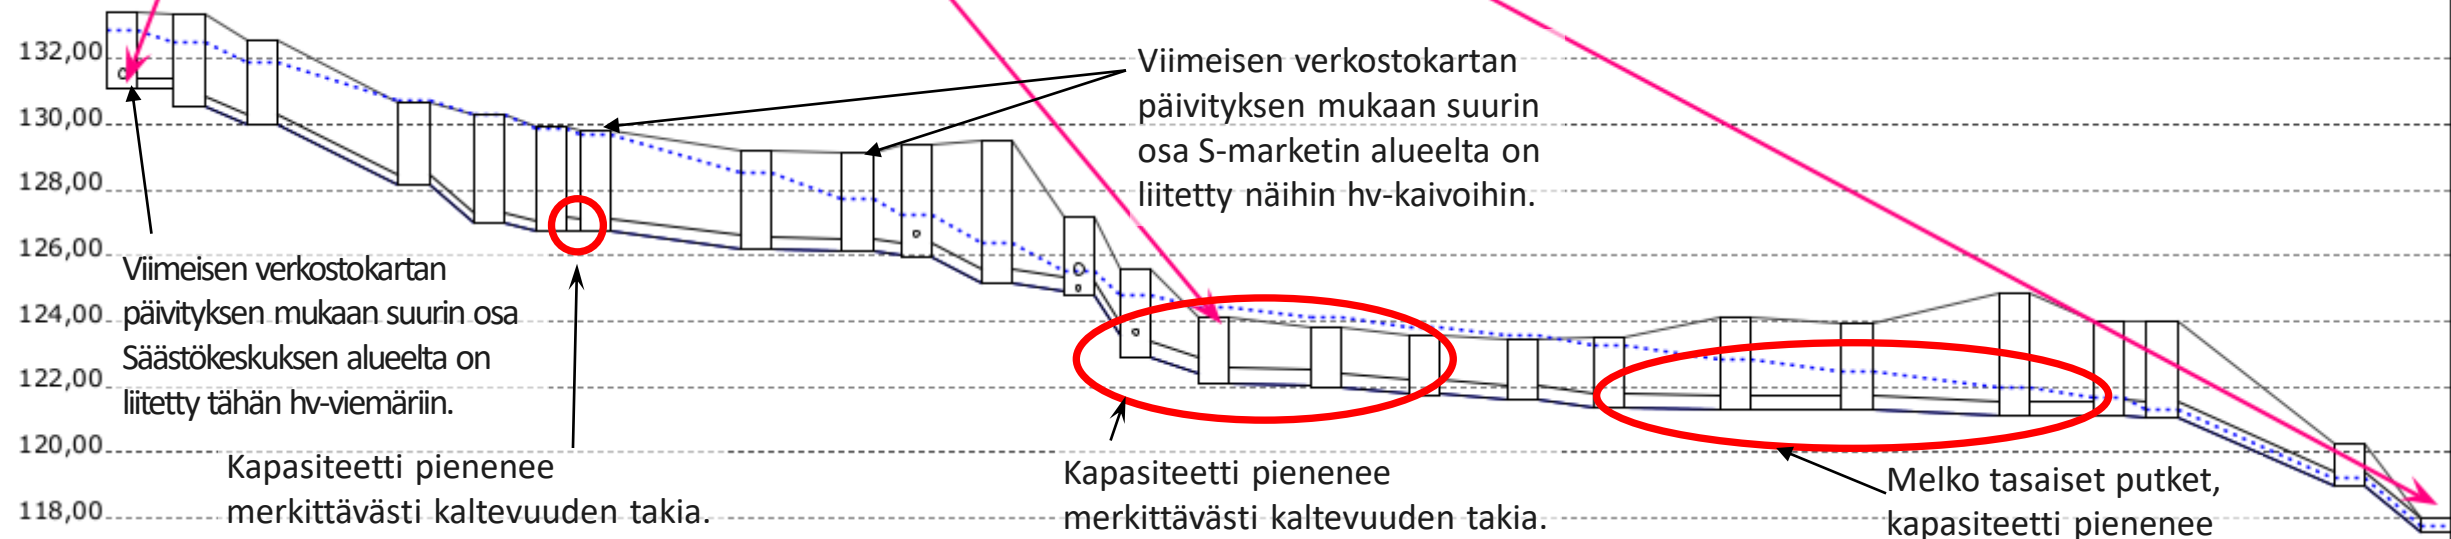 132,00
130,00
128,00
126,00
124,00
122,00
120,00
118,00
Viimeisen verkostokartan
päivityksen mukaan suurin
osa S-marketin alueelta on
liitetty näihin hv-kaivoihin.
Viimeisen verkostokartan
päivityksen mukaan suurin osa
Säästökeskuksen alueelta on
liitetty tähän hv-viemäriin.
Kapasiteetti pienenee
merkittävästi kaltevuuden takia.
Kapasiteetti pienenee
merkittävästi kaltevuuden takia.
Melko tasaiset putket,
kapasiteetti pienenee